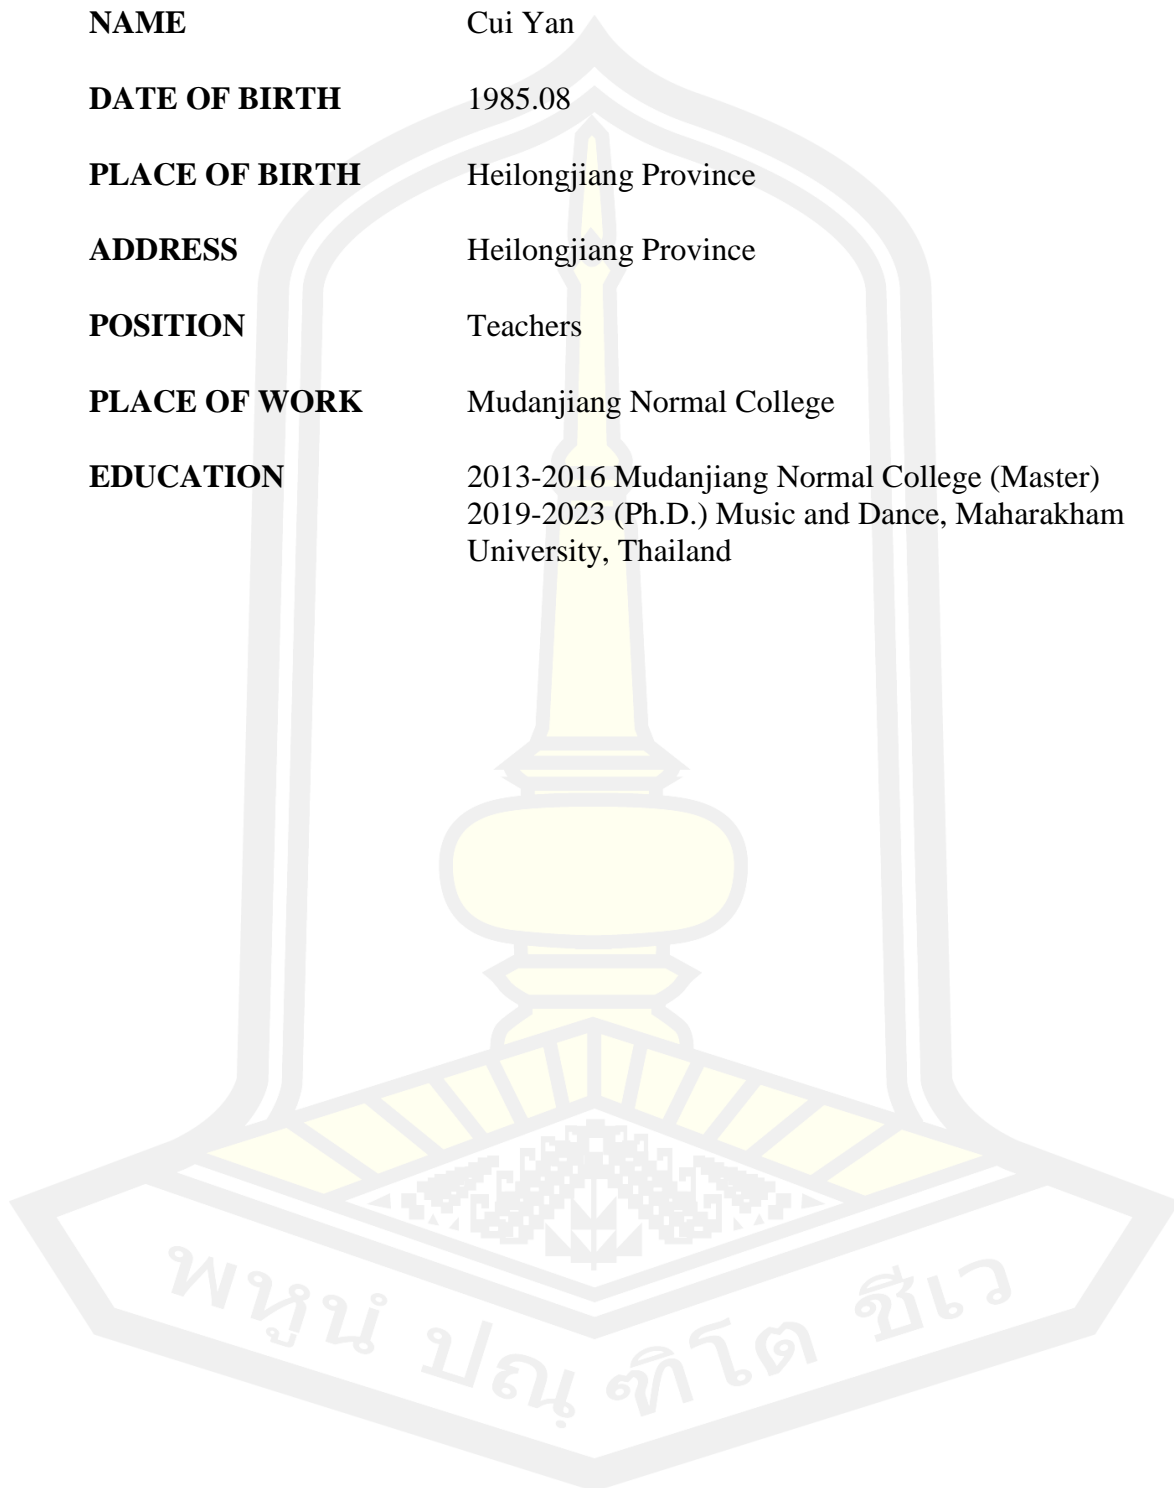 NAME Cui Yan
DATE OF BIRTH 1985.08
PLACE OF BIRTH Heilongjiang Province
ADDRESS Heilongjiang Province
POSITION Teachers
PLACE OF WORK Mudanjiang Normal College
EDUCATION 2013-2016 Mudanjiang Normal College (Master)
2019-2023 (Ph.D.) Music and Dance, Maharakham
University, Thailand
พหูนํ ปณฺฑิโต ชีเว